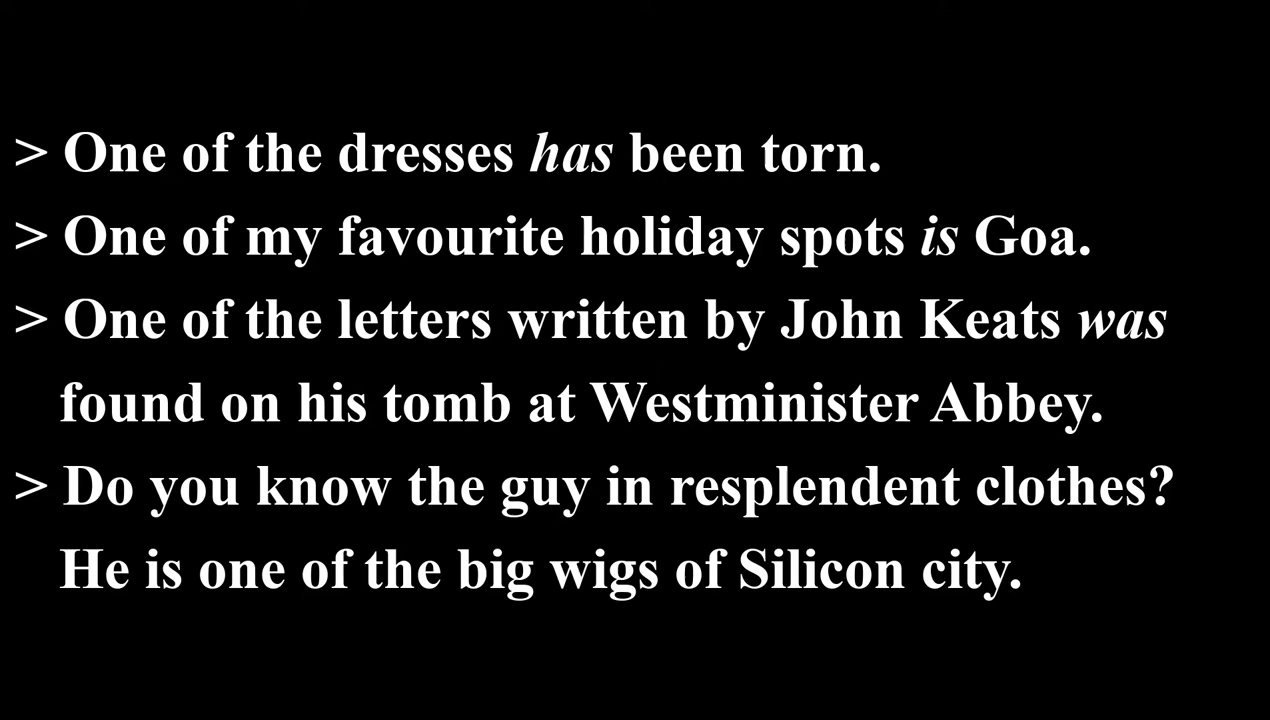 > One of the dresses has been torn.
> One of my favourite holiday spots is Goa.
> One of the letters written by John Keats was
found on his tomb at Westminister Abbey.
> Do you know the guy in resplendent clothes?
He is one of the big wigs of Silicon city.